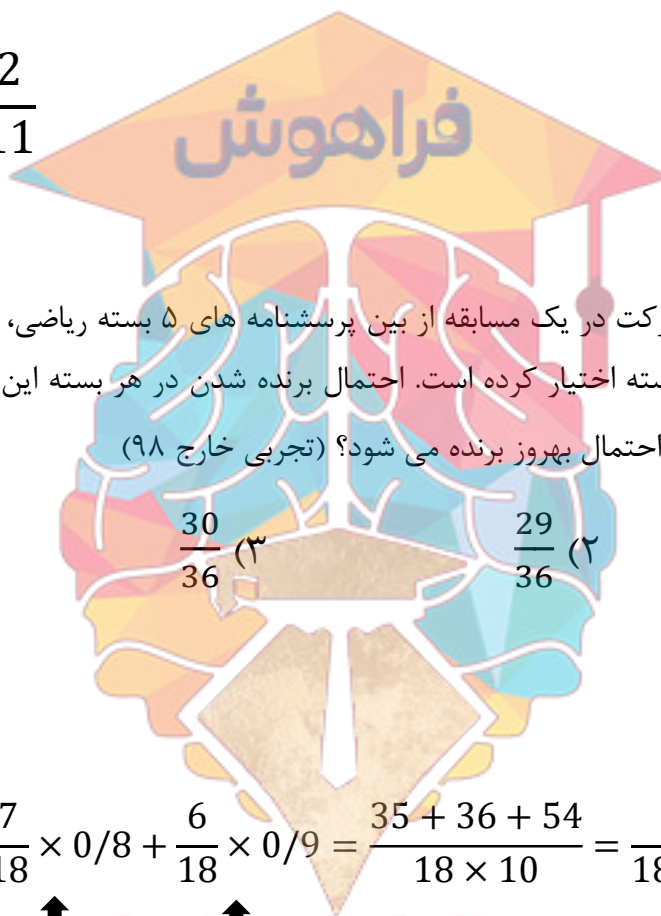 2
11
فراهوش
رکت در یک مسابقه از بین پرسشنامه های ۵ بسته ریاضی،
سته اختیار کرده است. احتمال برنده شدن در هر بسته این
احتمال بهروز برنده می شود؟ (تجربی خارج ۹۸)
۲) 29/36 ۳) 30/36
7/18 × 0/8 + 6/18 × 0/9 = (35 + 36 + 54)/(18 × 10) = /18